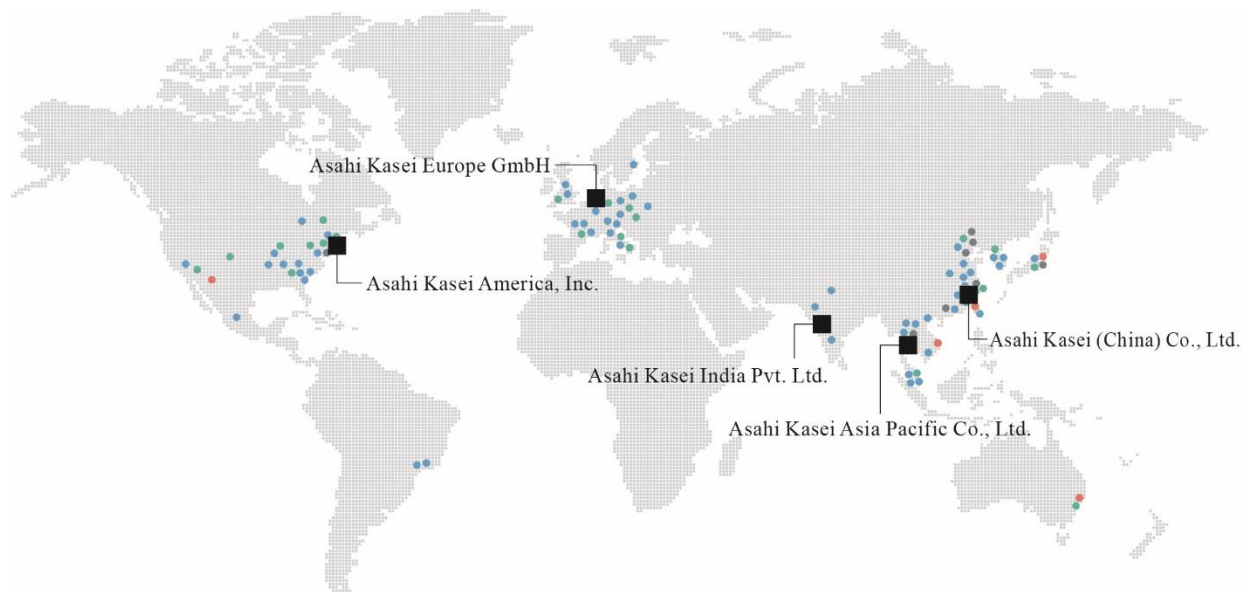 Asahi Kasei Europe GmbH
Asahi Kasei America, Inc.
Asahi Kasei (China) Co., Ltd.
Asahi Kasei India Pvt. Ltd.
Asahi Kasei Asia Pacific Co., Ltd.